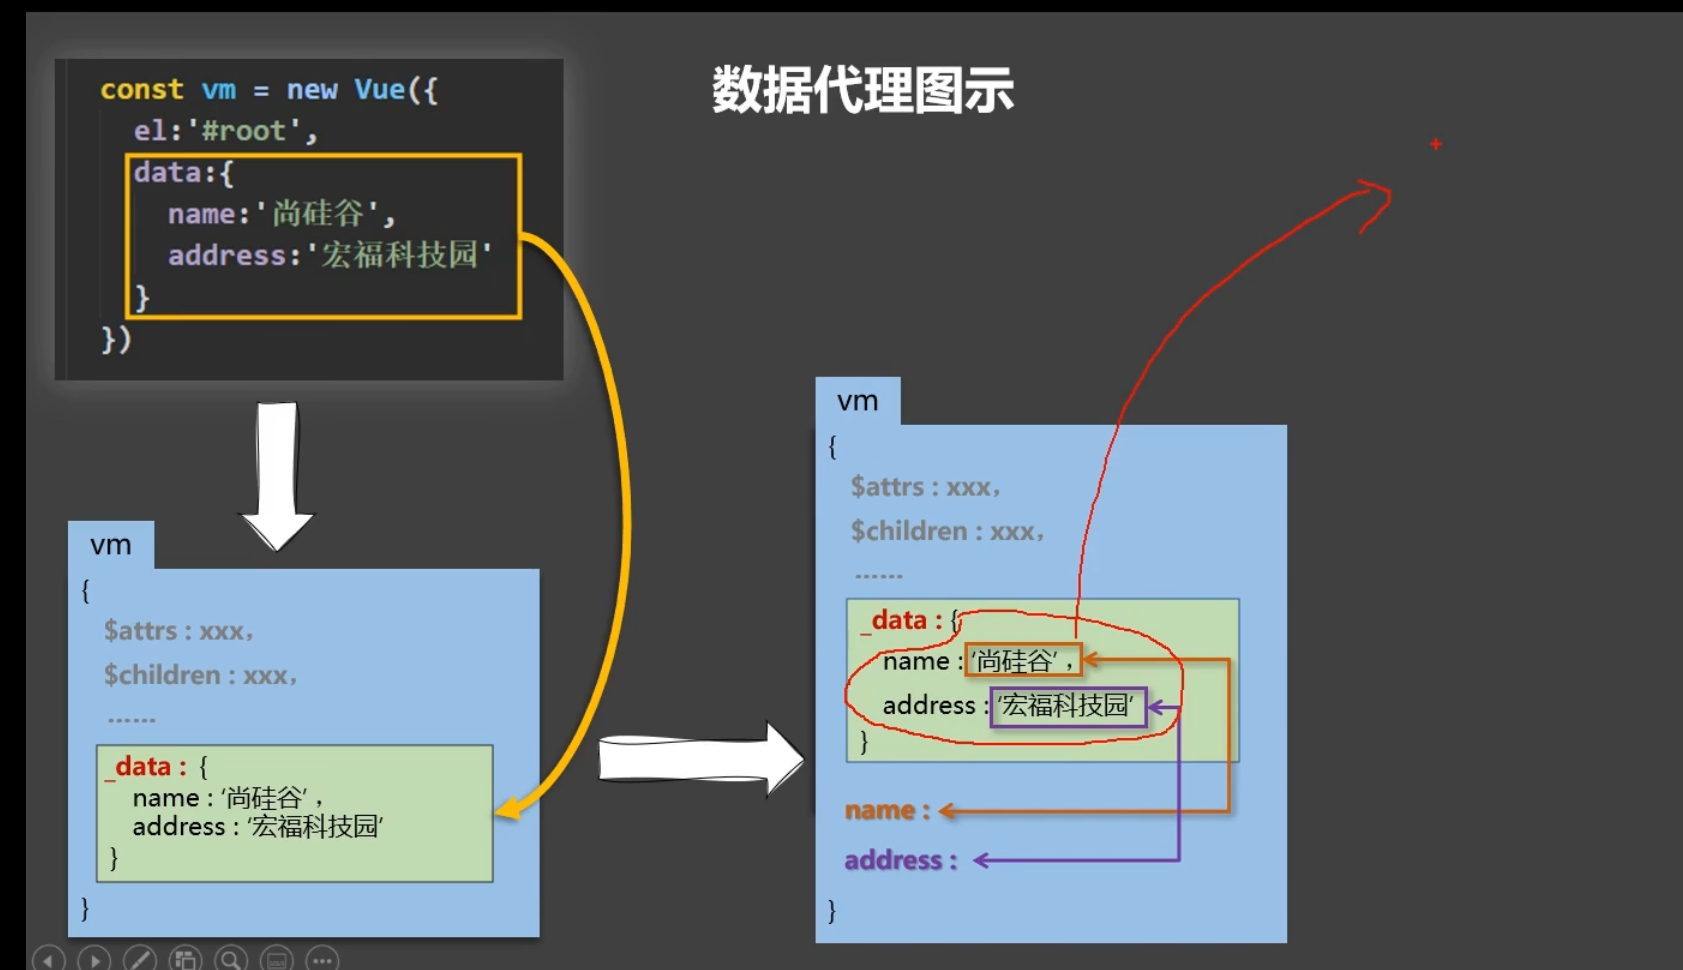 数据代理图示
const vm = new Vue({
el:'#root',
data:{
name:'尚硅谷',
address:'宏福科技园'
}
})
vm
{
$attrs : xxx,
$children : xxx,
......
_data : {
name : '尚硅谷',
address : '宏福科技园'
}
}
vm
{
$attrs : xxx,
$children : xxx,
......
_data : {
name : '尚硅谷',
address : '宏福科技园'
}
name :
address :
}